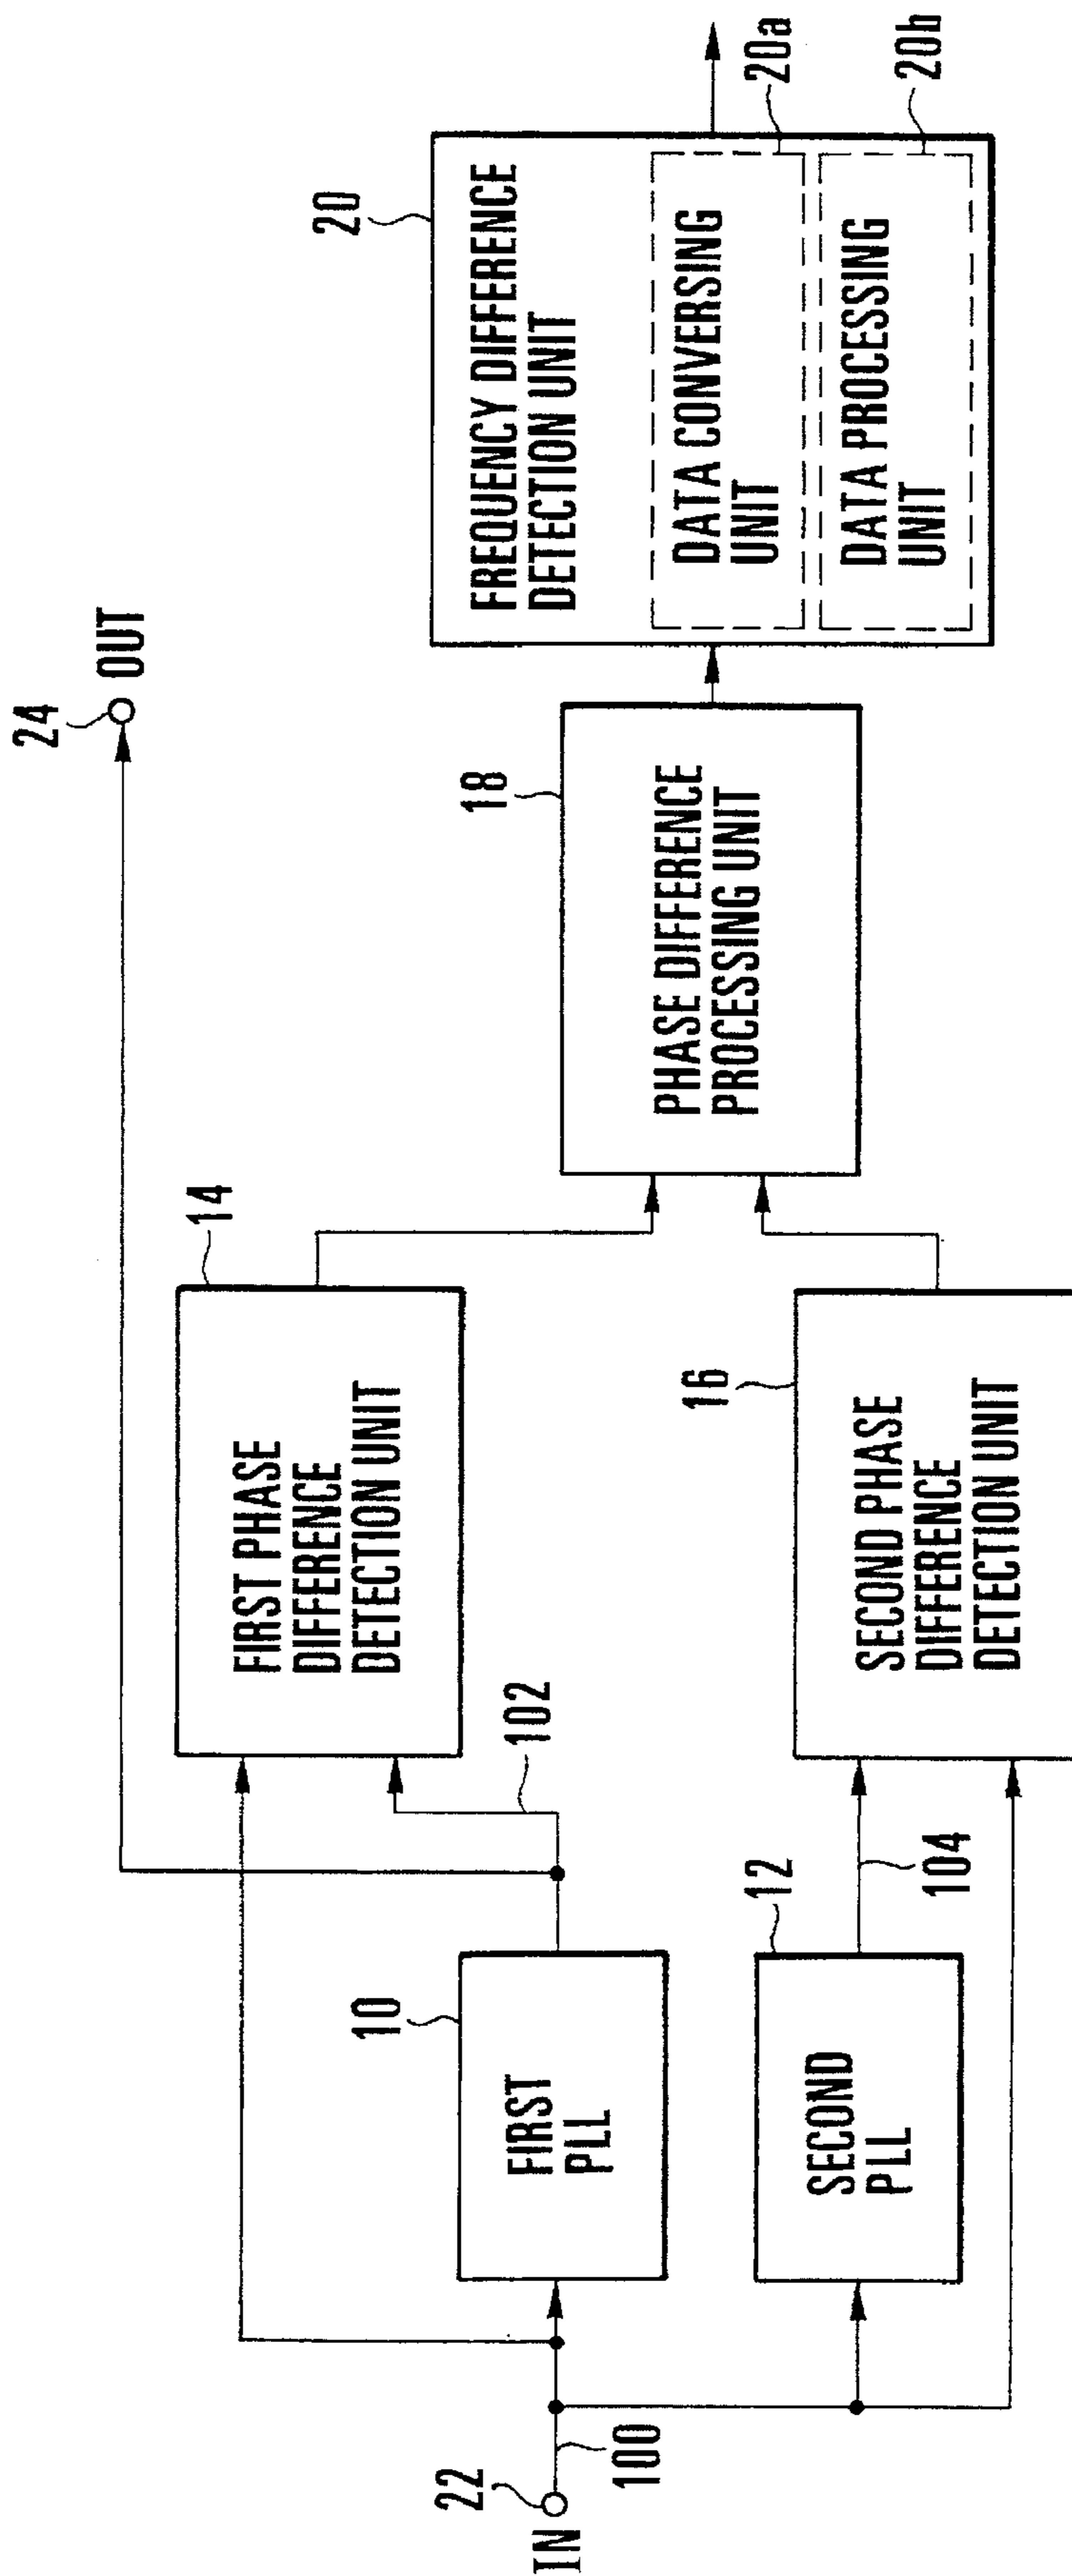 24
OUT
20
FREQUENCY DIFFERENCE
DETECTION UNIT
DATA CONVERSING
UNIT
20a
DATA PROCESSING
UNIT
20b
14
FIRST PHASE
DIFFERENCE
DETECTION UNIT
18
PHASE DIFFERENCE
PROCESSING UNIT
102
10
FIRST
PLL
16
SECOND PHASE
DIFFERENCE
DETECTION UNIT
12
SECOND
PLL
104
22
IN
100